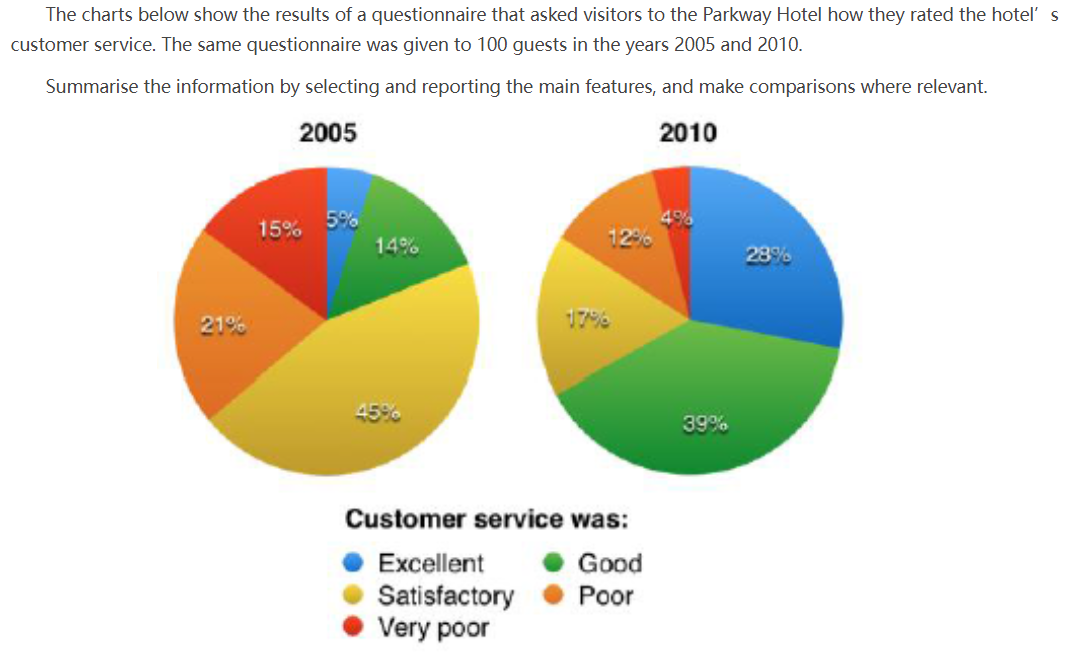 The charts below show the results of a questionnaire that asked visitors to the Parkway Hotel how they rated the hotel’ s
customer service. The same questionnaire was given to 100 guests in the years 2005 and 2010.
Summarise the information by selecting and reporting the main features, and make comparisons where relevant.
2005
2010
15%
5%
14%
21%
45%
4%
12%
28%
17%
39%
Customer service was:
Excellent
Good
Satisfactory
Poor
Very poor